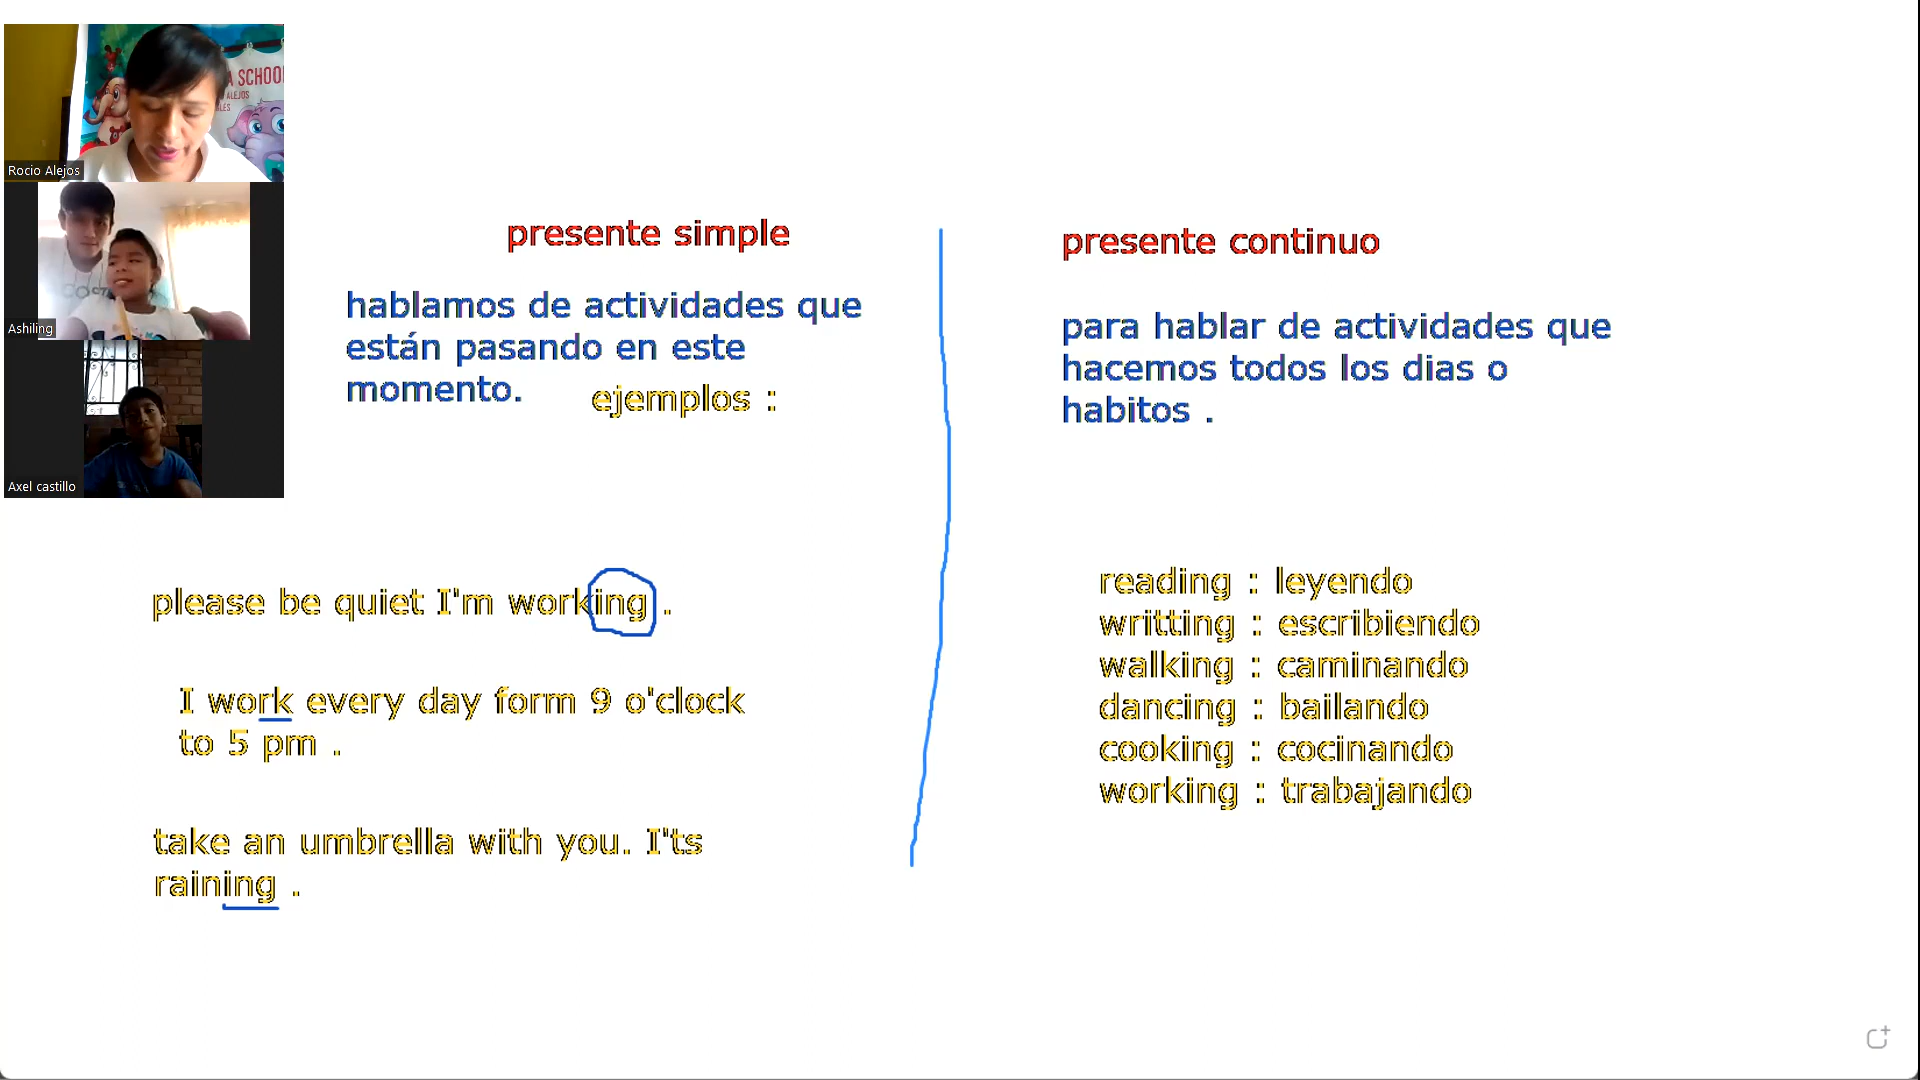 A SCHOOL
ALEJOS
Rocio Alejos
Ashiling
Axel castillo
presente simple
hablamos de actividades que
están pasando en este
momento.
ejemplos :
please be quiet I'm working .
I work every day form 9 o'clock
to 5 pm .
take an umbrella with you. I'ts
raining .
presente continuo
para hablar de actividades que
hacemos todos los dias o
habitos .
reading : leyendo
writting : escribiendo
walking : caminando
dancing : bailando
cooking : cocinando
working : trabajando